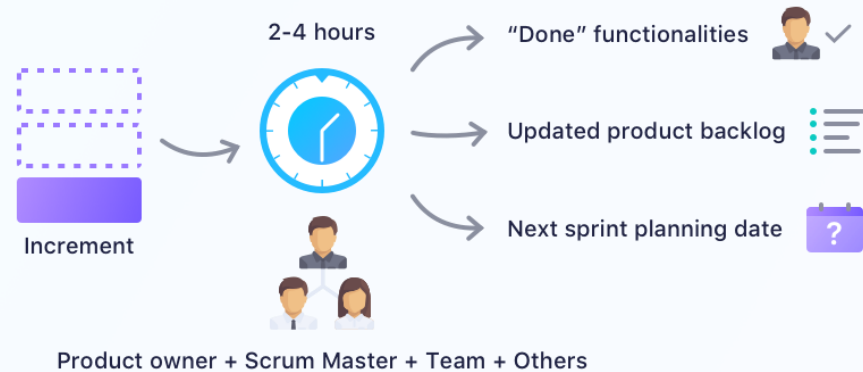 2-4 hours
“Done” functionalities
Updated product backlog
Increment
Next sprint planning date
?
Product owner + Scrum Master + Team + Others